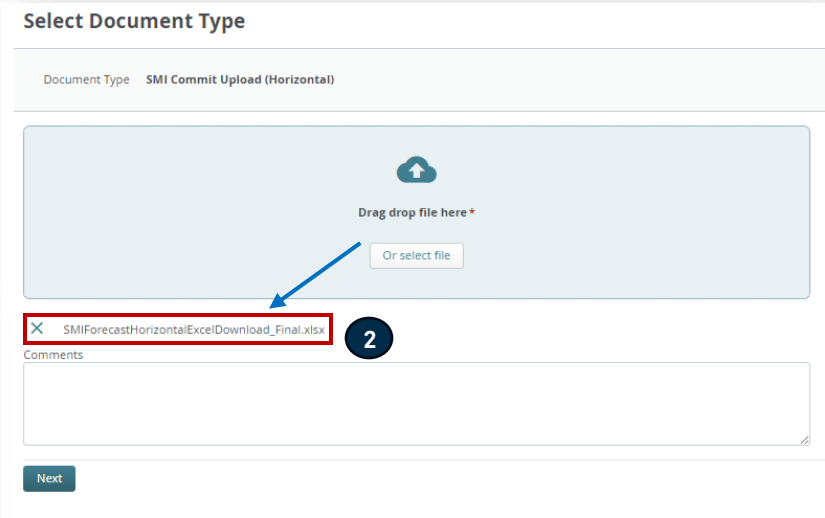 Select Document Type
Document Type SMI Commit Upload (Horizontal)
Drag drop file here*
Or select file
SMIForecastHorizontalExcelDownload_Final.xlsx
2
Comments
Next